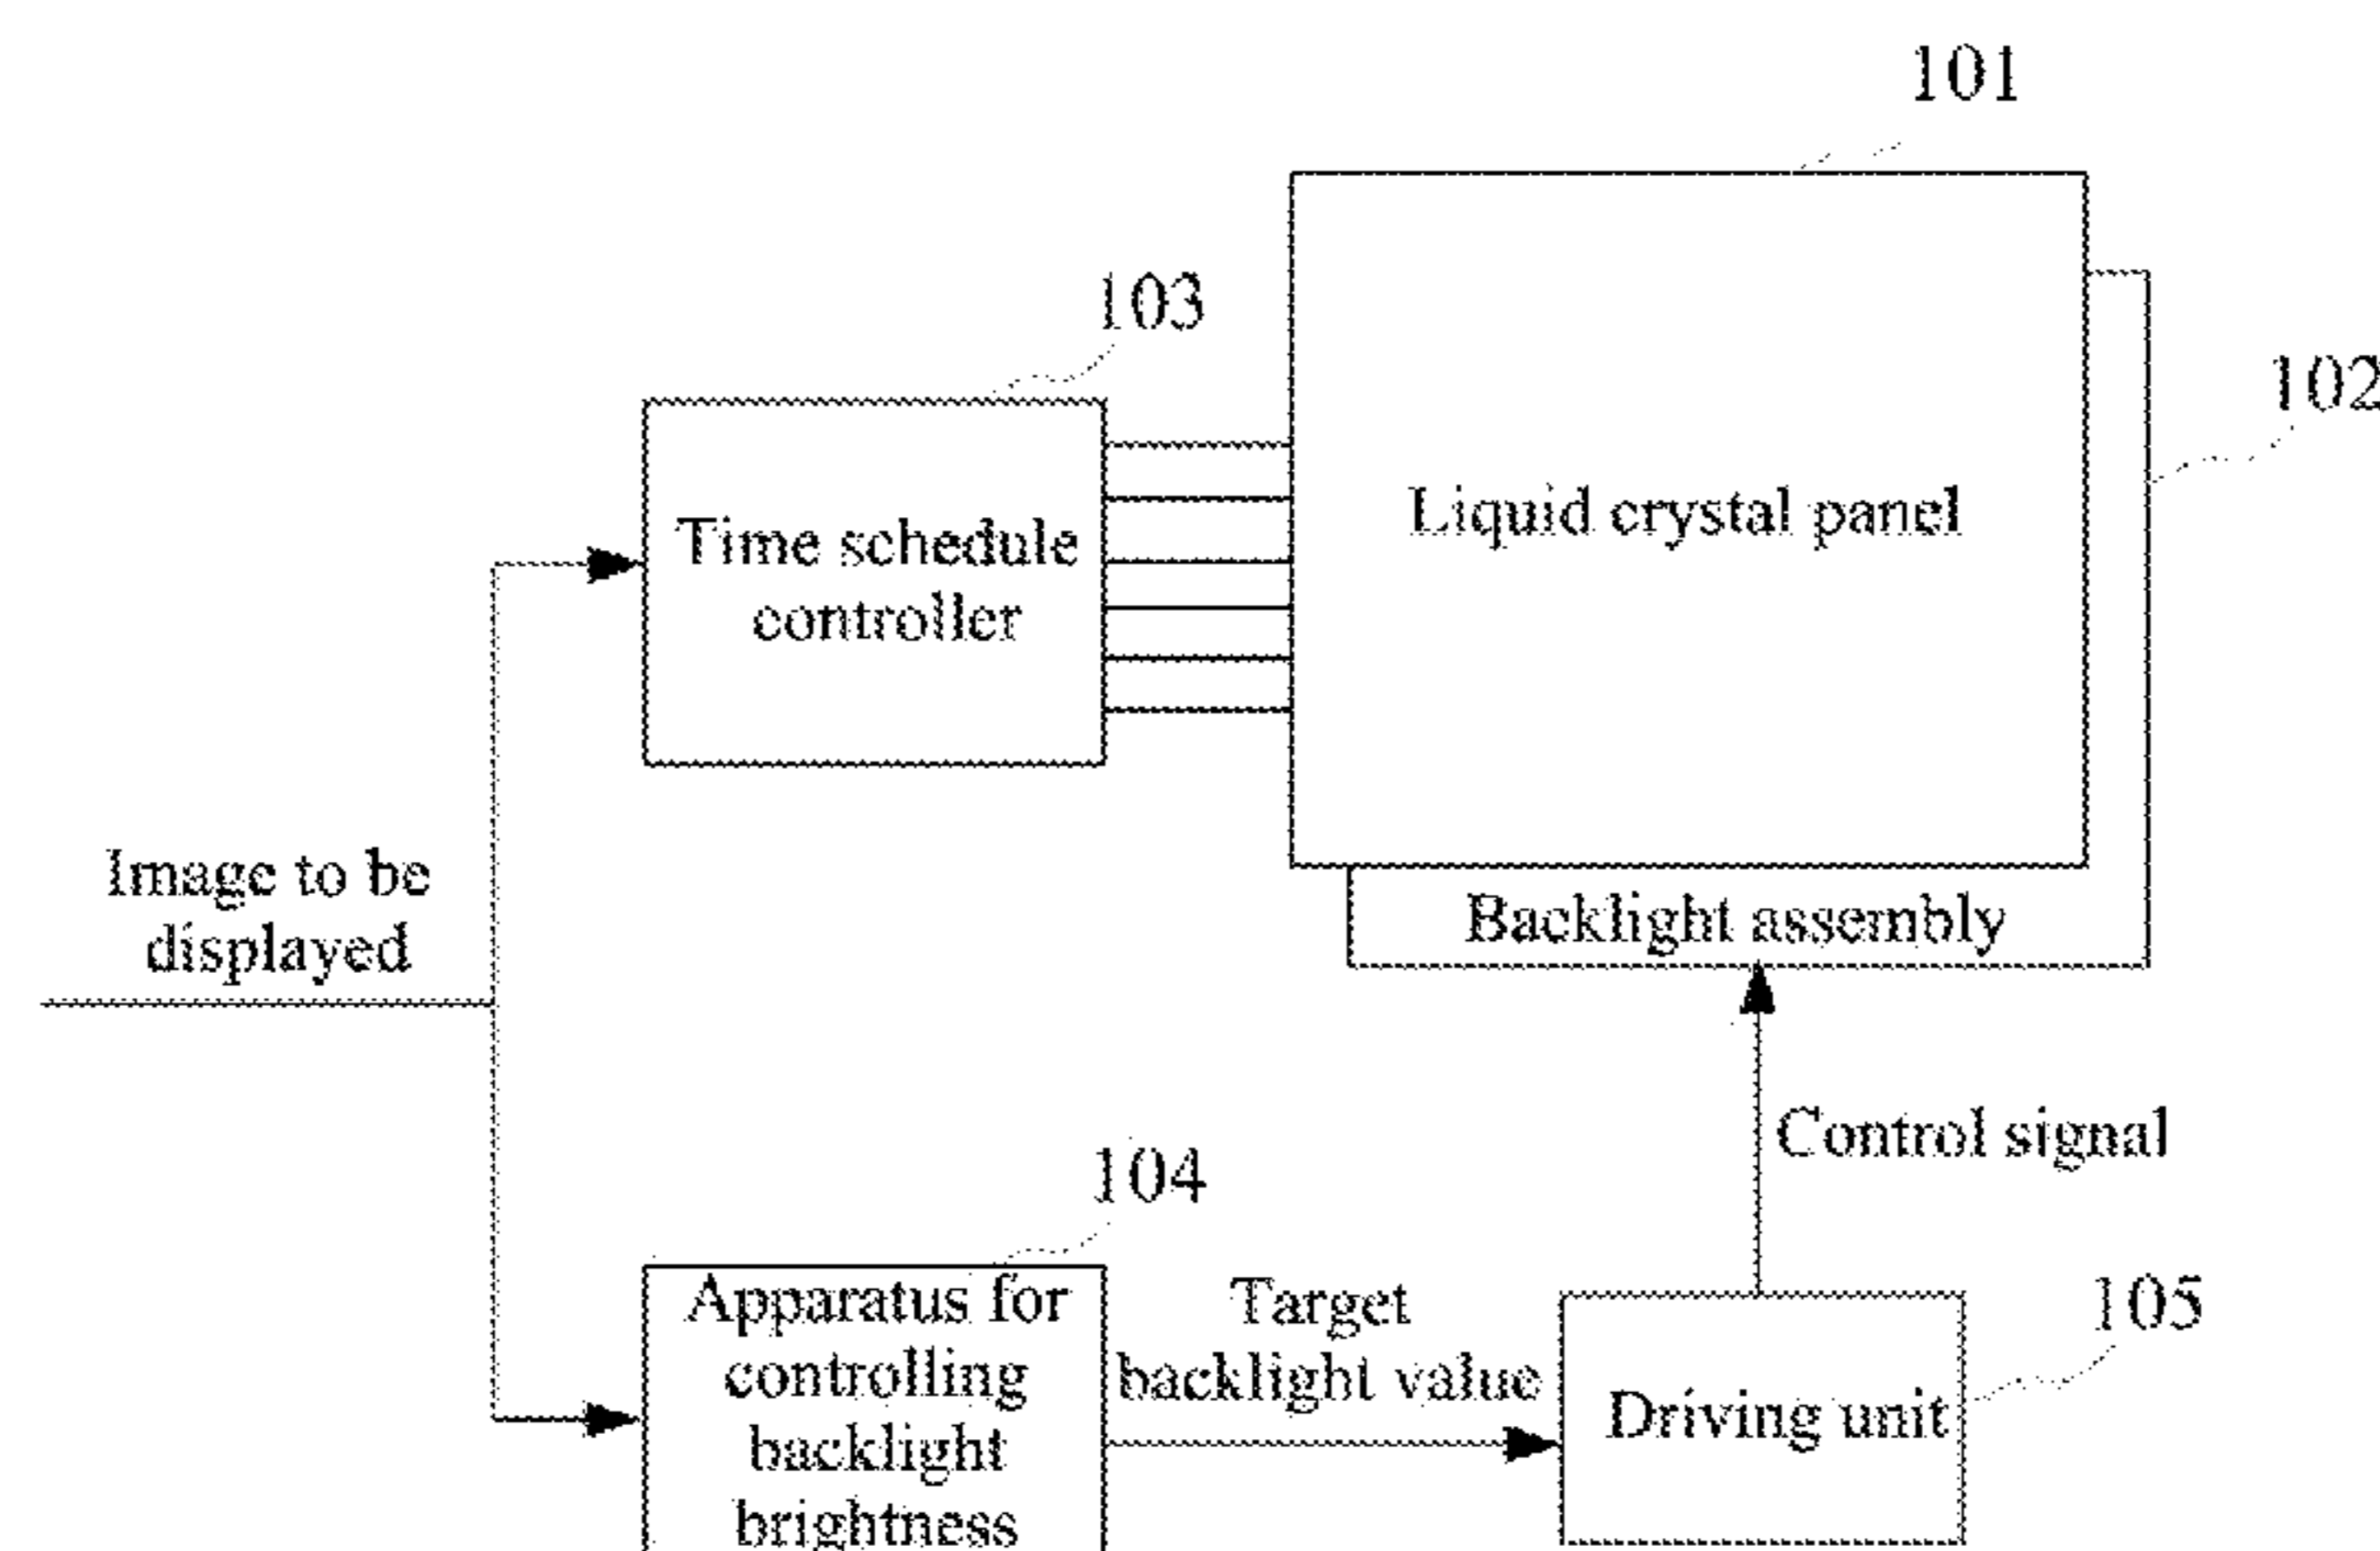 101
103
102
Time schedule
controller
Liquid crystal panel
Image to be
displayed
Backlight assembly
Control signal
104
Apparatus for
controlling
backlight
brightness
Target
backlight value
105
Driving unit